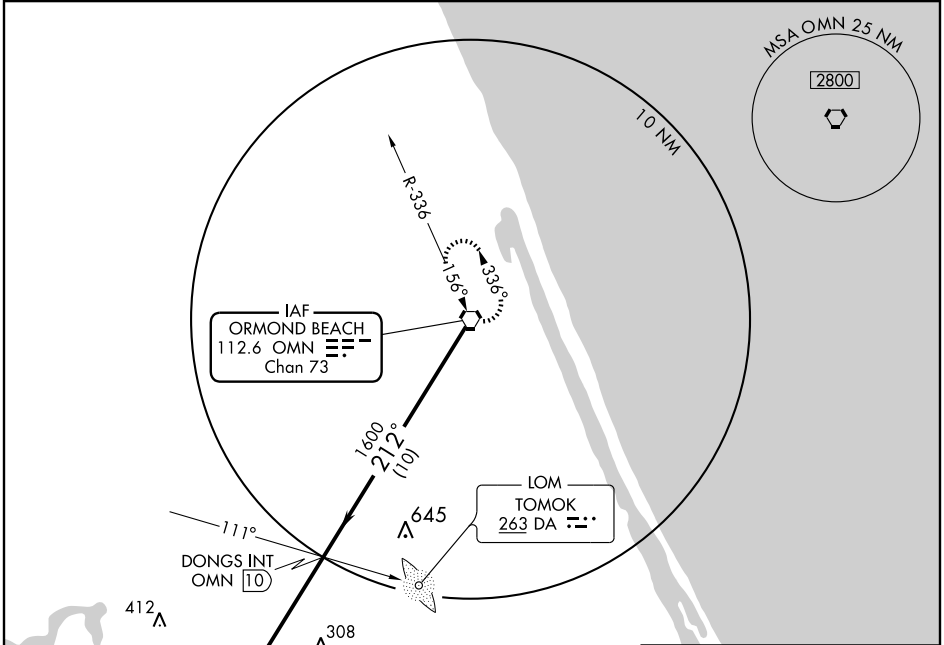 MSA OMN 25 NM
2800
10 NM
R-336
156°
336°
IAF
ORMOND BEACH
112.6 OMN
Chan 73
1600
212°
(10)
LOM
TOMOK
263 DA
645
111°
DONGS INT
OMN 10
412
308